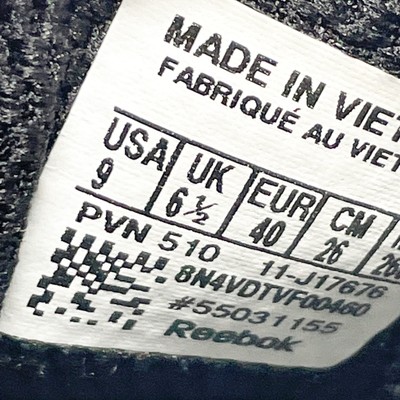 MADE IN VIET
FABRIQUÉ AU VIET
USA UK EUR CM
9 6½ 40 26 26
PVN 510 11-J17676
8N4VDTVF00460
#55031155
Reebok